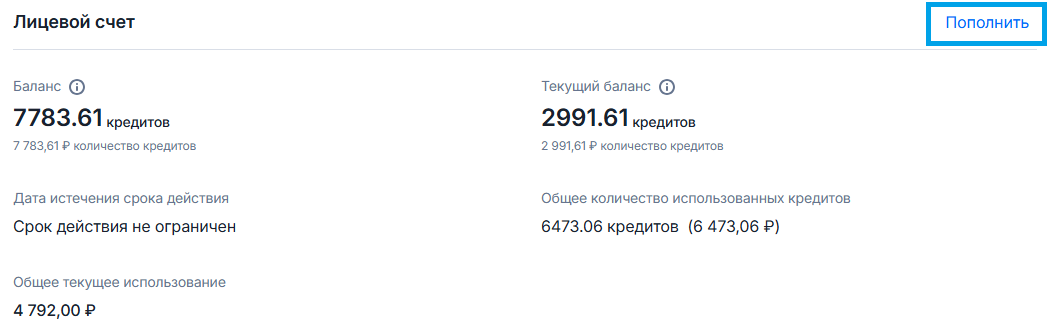 Лицевой счет
Пополнить
Баланс
Текущий баланс
7783.61 кредитов
2991.61 кредитов
7 783,61 ₽ количество кредитов
2 991,61 ₽ количество кредитов
Дата истечения срока действия
Общее количество использованных кредитов
Срок действия не ограничен
6473.06 кредитов (6 473,06 ₽)
Общее текущее использование
4 792,00 ₽